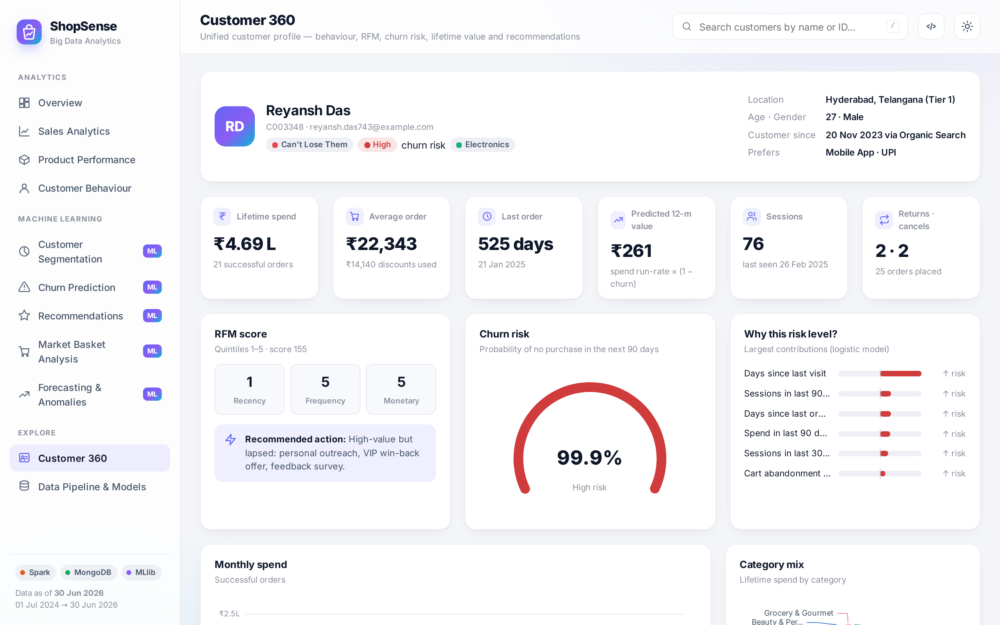 ShopSense
Big Data Analytics
ANALYTICS
Overview
Sales Analytics
Product Performance
Customer Behaviour
MACHINE LEARNING
Customer
Segmentation
ML
Churn Prediction
ML
Recommendations
ML
Market Basket
Analysis
ML
Forecasting &
Anomalies
ML
EXPLORE
Customer 360
Data Pipeline & Models
Spark
MongoDB
MLlib
Data as of 30 Jun 2026
01 Jul 2024 → 30 Jun 2026
Customer 360
Unified customer profile — behaviour, RFM, churn risk, lifetime value and recommendations
Search customers by name or ID...
/
RD
Reyansh Das
C003348 · reyansh.das743@example.com
Can't Lose Them
High
churn risk
Electronics
Location Hyderabad, Telangana (Tier 1)
Age · Gender 27 · Male
Customer since 20 Nov 2023 via Organic Search
Prefers Mobile App · UPI
₹
Lifetime spend
₹4.69 L
21 successful orders
Average order
₹22,343
₹14,140 discounts used
Last order
525 days
21 Jan 2025
Predicted 12-m
value
₹261
spend run-rate × (1 −
churn)
Sessions
76
last seen 26 Feb 2025
Returns ·
cancels
2 · 2
25 orders placed
RFM score
Quintiles 1–5 · score 155
1
Recency
5
Frequency
5
Monetary
Recommended action: High-value but
lapsed: personal outreach, VIP win-back
offer, feedback survey.
Churn risk
Probability of no purchase in the next 90 days
99.9%
High risk
Why this risk level?
Largest contributions (logistic model)
Days since last visit ↑ risk
Sessions in last 90... ↑ risk
Days since last or... ↑ risk
Spend in last 90 d... ↑ risk
Sessions in last 30... ↑ risk
Cart abandonment ... ↑ risk
Monthly spend
Successful orders
₹2.5L
Category mix
Lifetime spend by category
Grocery & Gourmet
Beauty & Per...